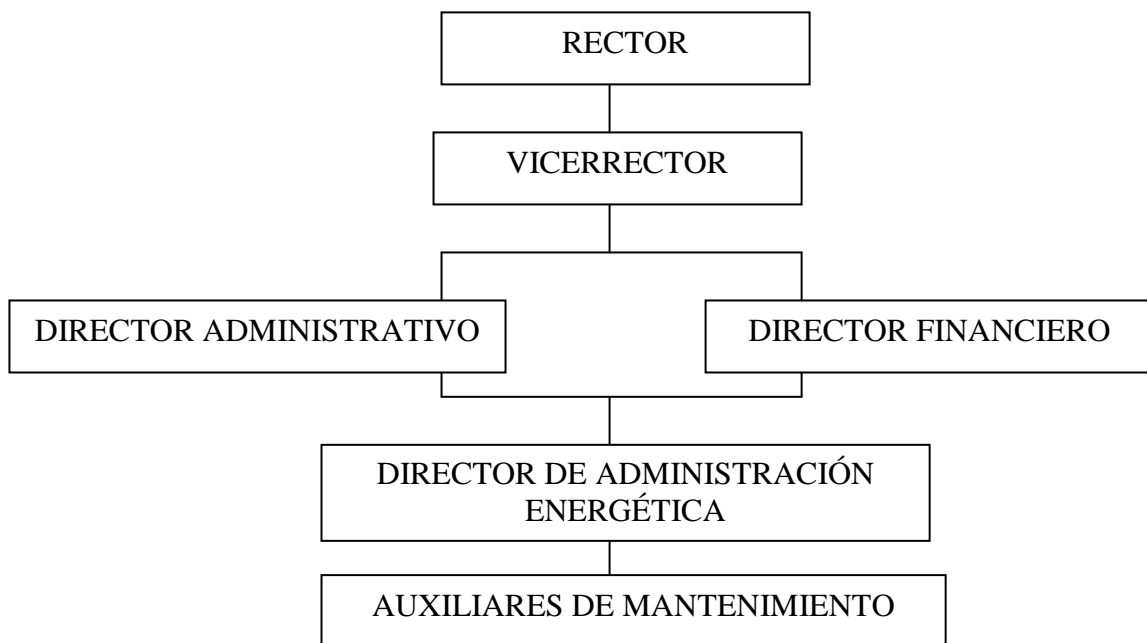 RECTOR
VICERRECTOR
DIRECTOR ADMINISTRATIVO
DIRECTOR FINANCIERO
DIRECTOR DE ADMINISTRACIÓN
ENERGÉTICA
AUXILIARES DE MANTENIMIENTO